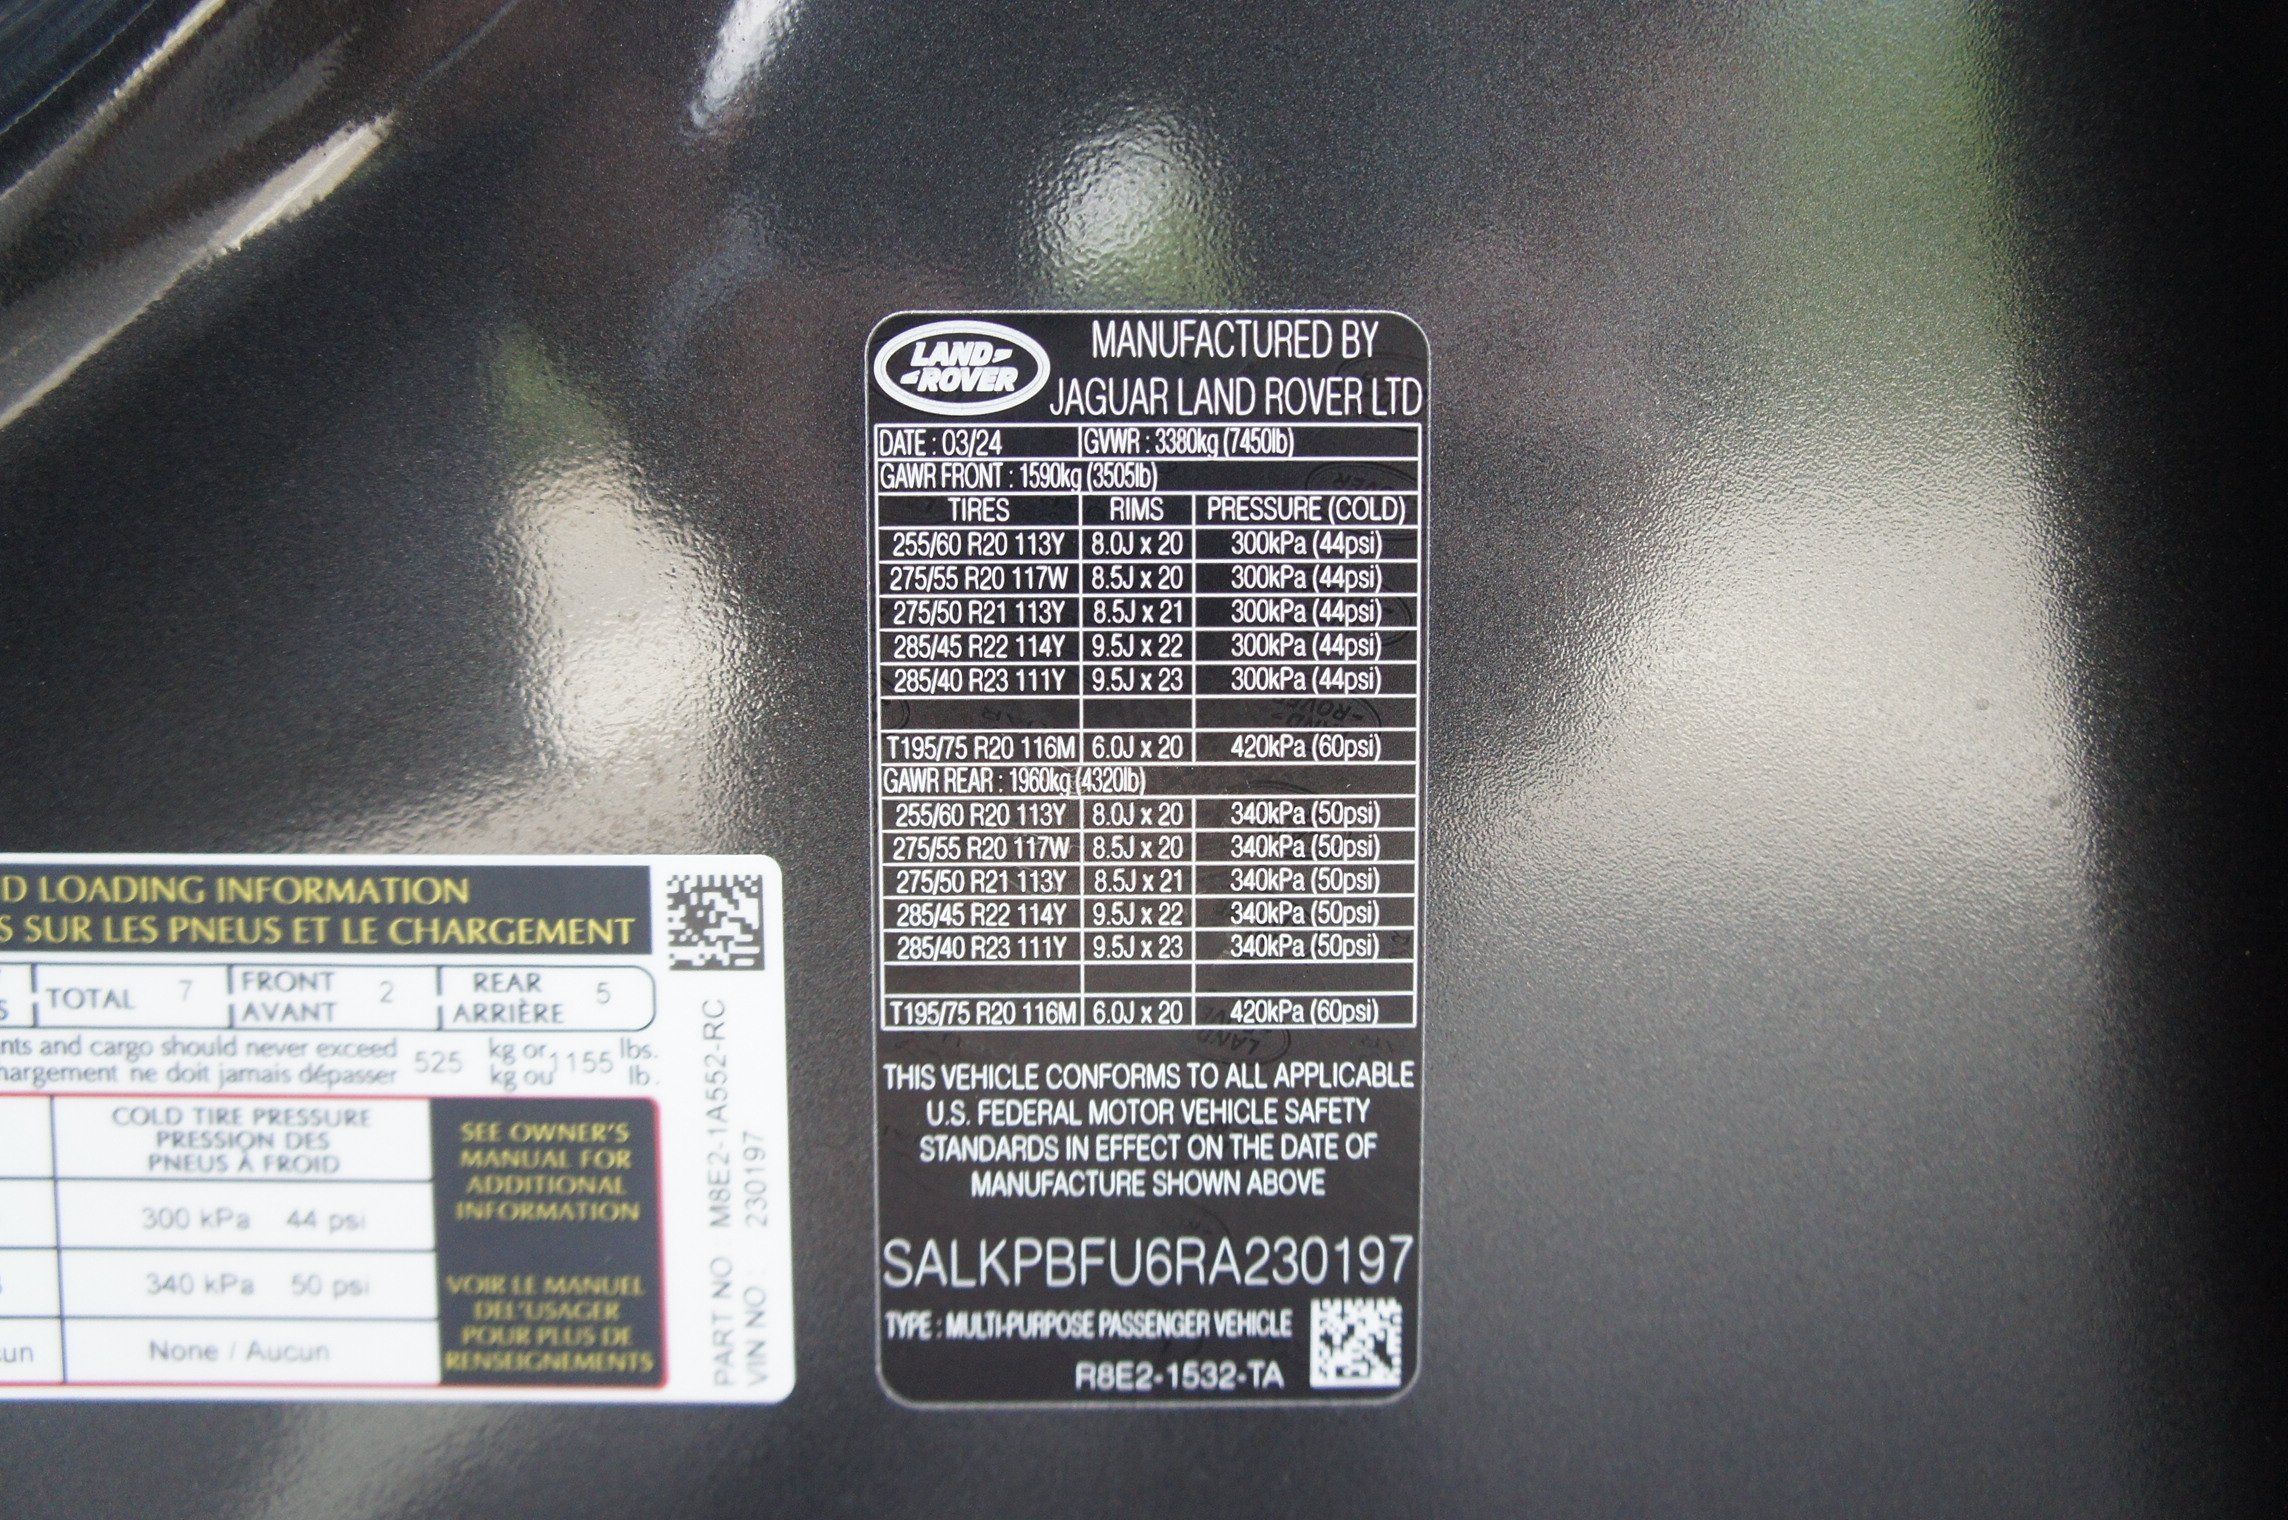 LAND-
-ROVER
MANUFACTURED BY
JAGUAR LAND ROVER LTD
DATE : 03/24 GVWR : 3380kg (7450lb)
GAWR FRONT : 1590kg (3505lb)
TIRES RIMS PRESSURE (COLD)
255/60 R20 113Y 8.0J x 20 300kPa (44psi)
275/55 R20 117W 8.5J x 20 300kPa (44psi)
275/50 R21 113Y 8.5J x 21 300kPa (44psi)
285/45 R22 114Y 9.5J x 22 300kPa (44psi)
285/40 R23 111Y 9.5J x 23 300kPa (44psi)
T195/75 R20 116M 6.0J x 20 420kPa (60psi)
GAWR REAR : 1960kg (4320lb)
255/60 R20 113Y 8.0J x 20 340kPa (50psi)
275/55 R20 117W 8.5J x 20 340kPa (50psi)
275/50 R21 113Y 8.5J x 21 340kPa (50psi)
285/45 R22 114Y 9.5J x 22 340kPa (50psi)
285/40 R23 111Y 9.5J x 23 340kPa (50psi)
T195/75 R20 116M 6.0J x 20 420kPa (60psi)
THIS VEHICLE CONFORMS TO ALL APPLICABLE
U.S. FEDERAL MOTOR VEHICLE SAFETY
STANDARDS IN EFFECT ON THE DATE OF
MANUFACTURE SHOWN ABOVE
SALKPBFU6RA230197
TYPE : MULTI-PURPOSE PASSENGER VEHICLE
R8E2-1532-TA
D LOADING INFORMATION
S SUR LES PNEUS ET LE CHARGEMENT
TOTAL 7 FRONT 2 REAR 5
AVANT ARRIÈRE
nts and cargo should never exceed 525 kg or 1155 lbs.
hargement ne doit jamais dépasser kg ou lb.
COLD TIRE PRESSURE
PRESSION DES
PNEUS À FROID
300 kPa 44 psi
340 kPa 50 psi
un None / Aucun
SEE OWNER'S
MANUAL FOR
ADDITIONAL
INFORMATION
VOIR LE MANUEL
DE L'USAGER
POUR PLUS DE
RENSEIGNEMENTS
PART NO M8E2-1A552-RC
VIN NO : 230197